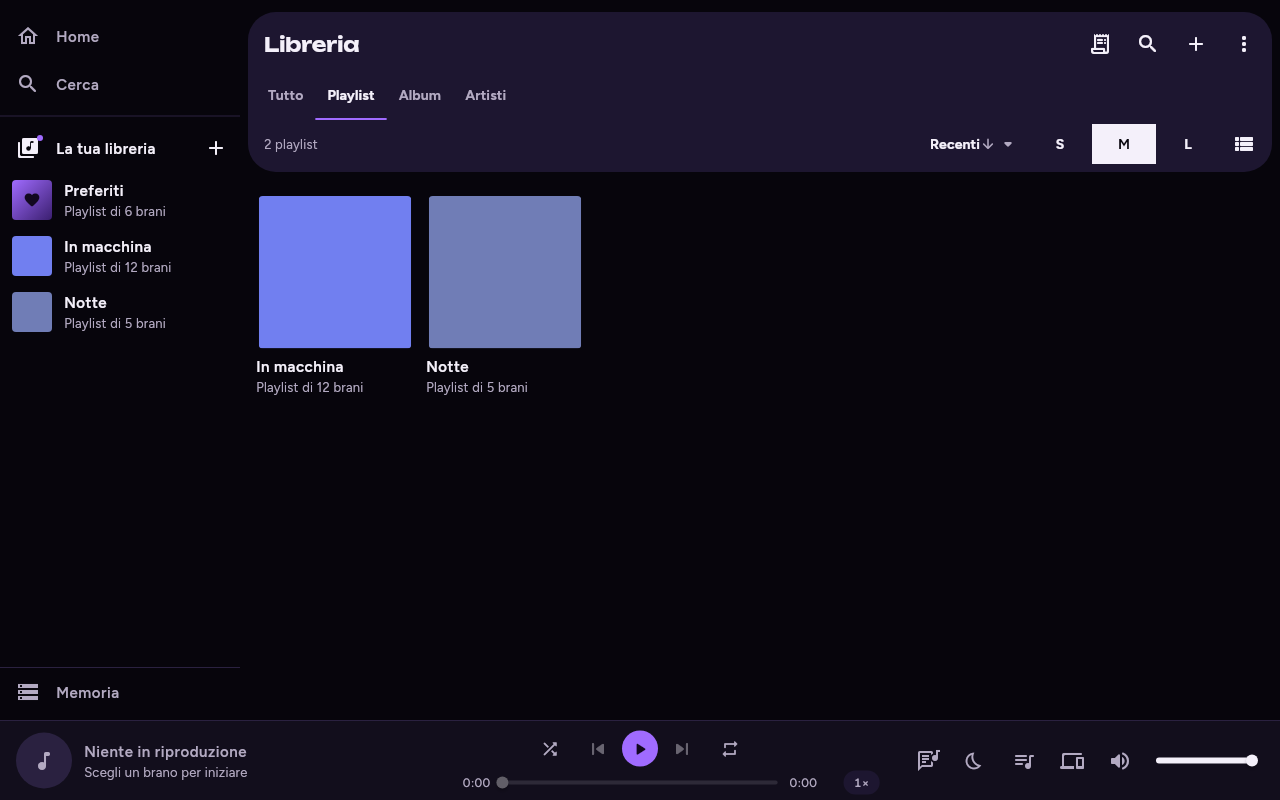 Home
Cerca
La tua libreria
Preferiti
Playlist di 6 brani
In macchina
Playlist di 12 brani
Notte
Playlist di 5 brani
Memoria
Libreria
Tutto Playlist Album Artisti
2 playlist Recenti S M L
In macchina
Playlist di 12 brani
Notte
Playlist di 5 brani
Niente in riproduzione
Scegli un brano per iniziare
0:00 0:00 1×